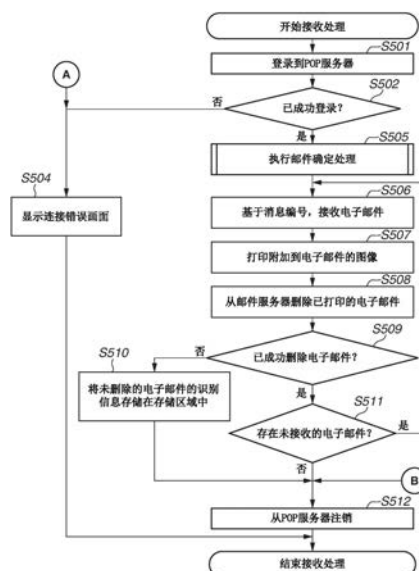 开始接收处理
S501
登录到POP服务器
A
S502
否
已成功登录?
是
S505
执行邮件确定处理
S504
显示连接错误画面
S506
基于消息编号，接收电子邮件
S507
打印附加到电子邮件的图像
S508
从邮件服务器删除已打印的电子邮件
S509
否
已成功删除电子邮件?
S510
将未删除的电子邮件的识别
信息存储在存储区域中
是
S511
存在未接收的电子邮件?
是
否
B
S512
从POP服务器注销
结束接收处理